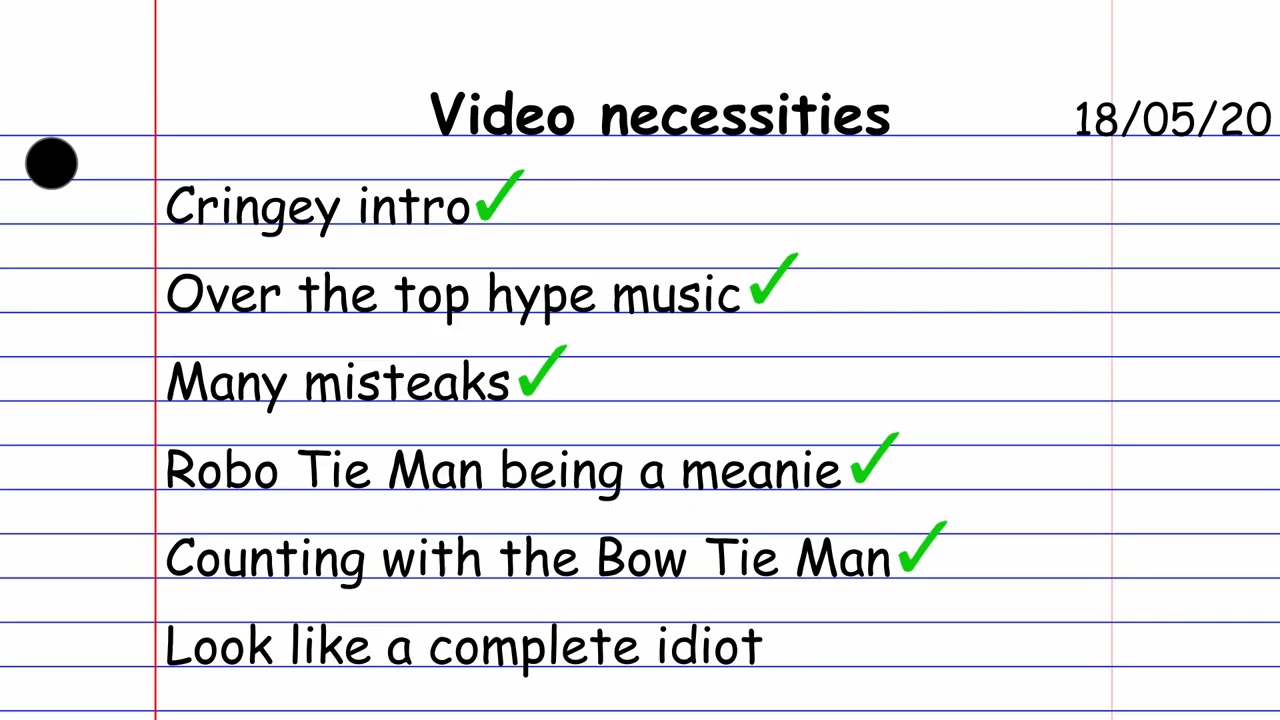 Video necessities 18/05/20
Cringey intro✓
Over the top hype music✓
Many misteaks✓
Robo Tie Man being a meanie✓
Counting with the Bow Tie Man✓
Look like a complete idiot